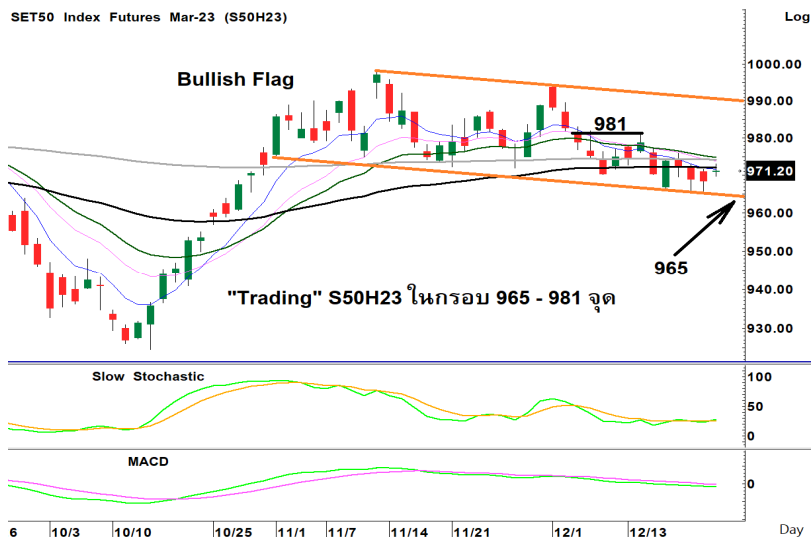 SET50 Index Futures Mar-23 (S50H23)
Log
1000.00
Bullish Flag
990.00
981
980.00
971.20
960.00
965
950.00
"Trading" S50H23 ในกรอบ 965 - 981 จุด
940.00
930.00
Slow Stochastic
100
50
0
MACD
0
6 10/3 10/10 10/25 11/1 11/7 11/14 11/21 12/1 12/13 Day